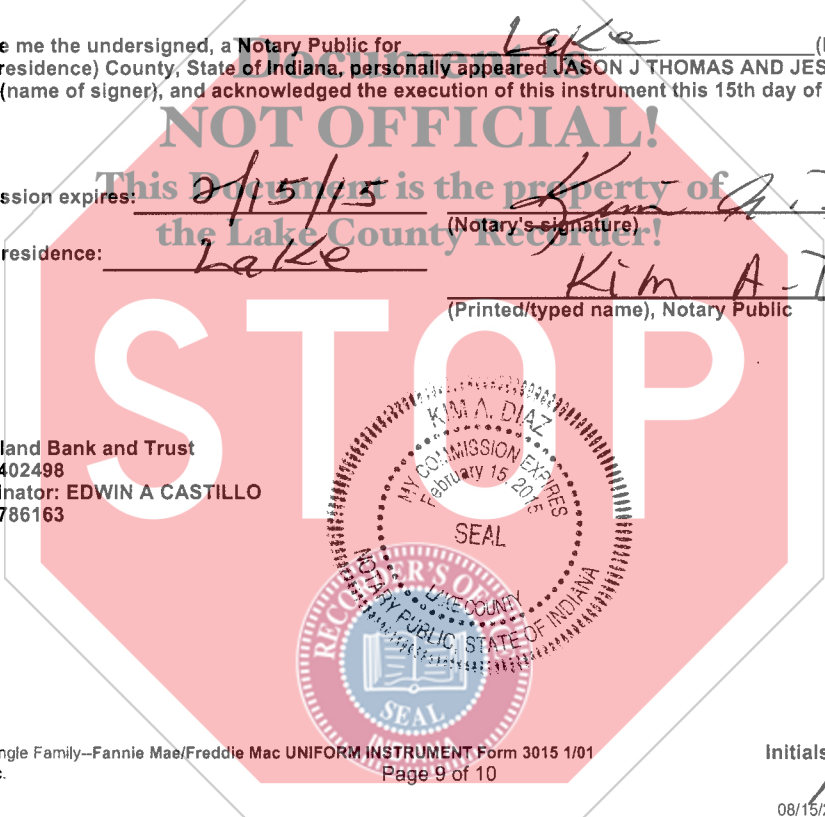 e me the undersigned, a Notary Public for Lake
residence) County, State of Indiana, personally appeared JASON J THOMAS AND JES
(name of signer), and acknowledged the execution of this instrument this 15th day of
Document is
NOT OFFICIAL!
This Document is the property of
the Lake County Recorder!
ssion expires: 2/15/15
(Notary's signature)
residence: Lake
Kim A.
(Printed/typed name), Notary Public
STOP
KIM A. DIAZ
MY COMMISSION EXPIRES
February 15, 2015
SEAL
LAKE COUNTY
NOTARY PUBLIC, STATE OF INDIANA
land Bank and Trust
402498
inator: EDWIN A CASTILLO
786163
RECORDER'S OFFICE
SEAL
INDIANA
ngle Family--Fannie Mae/Freddie Mac UNIFORM INSTRUMENT Form 3015 1/01
c.
Page 9 of 10
Initials
08/15/2